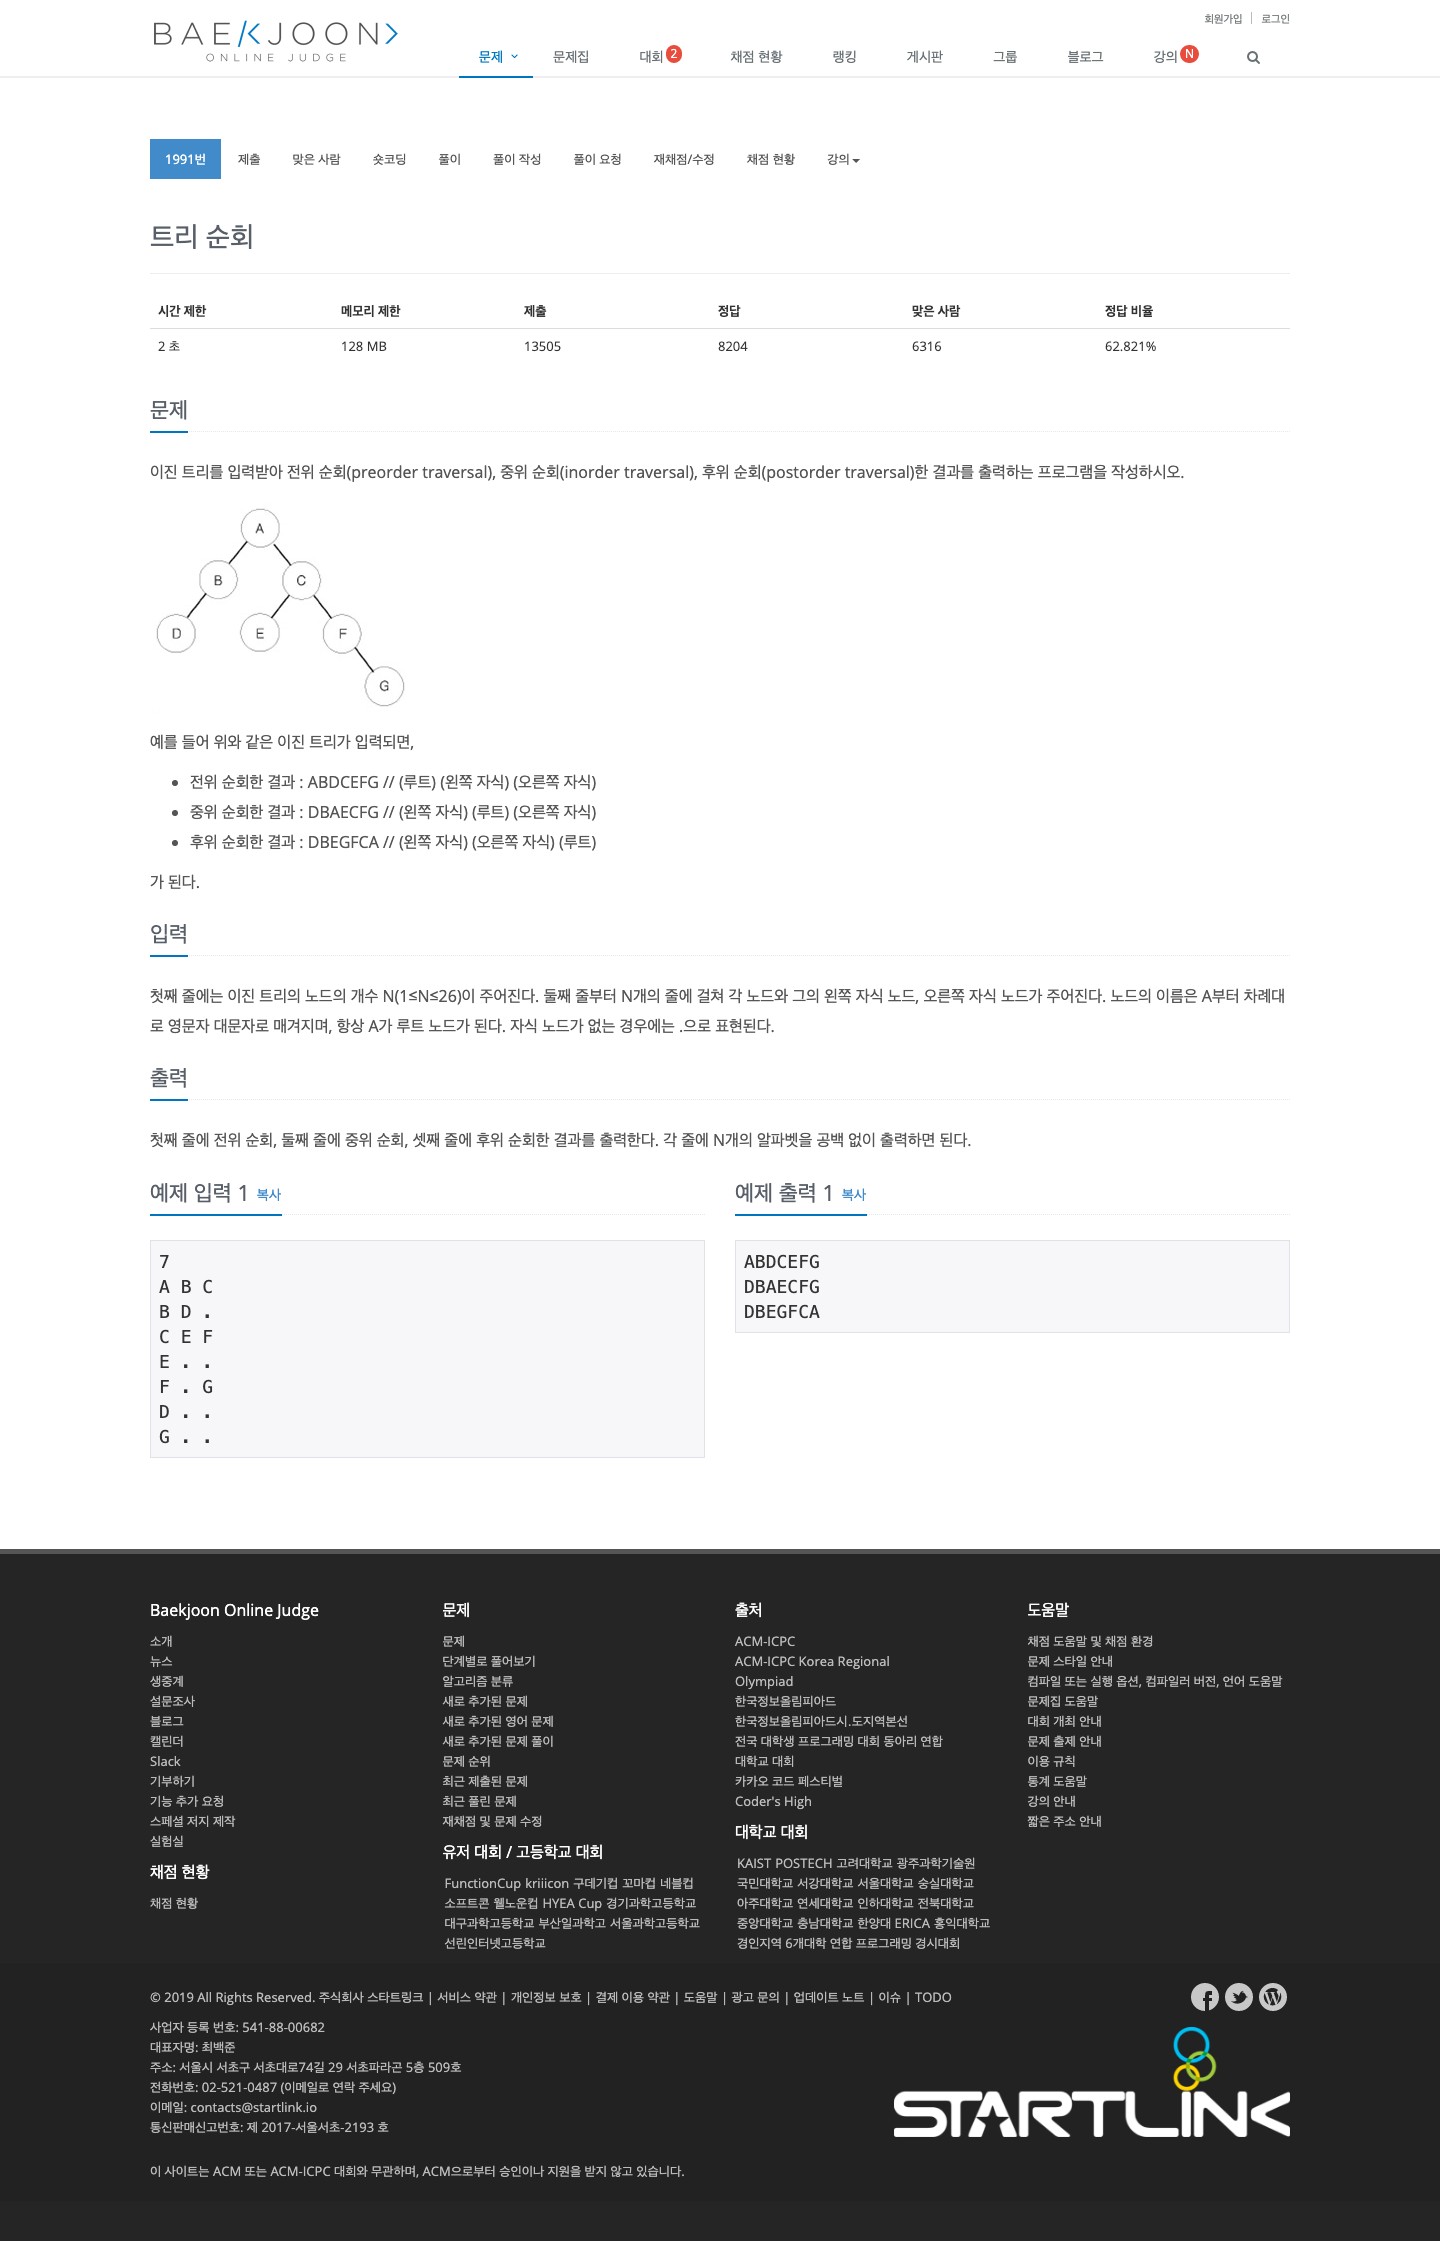 회원가입 로그인
BAEKJOON>
ONLINE JUDGE
문제 문제집 대회 2 채점 현황 랭킹 게시판 그룹 블로그 강의 N
1991번 제출 맞은 사람 숏코딩 풀이 풀이 작성 풀이 요청 재채점/수정 채점 현황 강의
트리 순회
시간 제한 메모리 제한 제출 정답 맞은 사람 정답 비율
2 초 128 MB 13505 8204 6316 62.821%
문제
이진 트리를 입력받아 전위 순회(preorder traversal), 중위 순회(inorder traversal), 후위 순회(postorder traversal)한 결과를 출력하는 프로그램을 작성하시오.
A
B C
D E F
G
예를 들어 위와 같은 이진 트리가 입력되면,
• 전위 순회한 결과 : ABDCEFG // (루트) (왼쪽 자식) (오른쪽 자식)
• 중위 순회한 결과 : DBAECFG // (왼쪽 자식) (루트) (오른쪽 자식)
• 후위 순회한 결과 : DBEGFCA // (왼쪽 자식) (오른쪽 자식) (루트)
가 된다.
입력
첫째 줄에는 이진 트리의 노드의 개수 N(1≤N≤26)이 주어진다. 둘째 줄부터 N개의 줄에 걸쳐 각 노드와 그의 왼쪽 자식 노드, 오른쪽 자식 노드가 주어진다. 노드의 이름은 A부터 차례대
로 영문자 대문자로 매겨지며, 항상 A가 루트 노드가 된다. 자식 노드가 없는 경우에는 .으로 표현된다.
출력
첫째 줄에 전위 순회, 둘째 줄에 중위 순회, 셋째 줄에 후위 순회한 결과를 출력한다. 각 줄에 N개의 알파벳을 공백 없이 출력하면 된다.
예제 입력 1 복사
7
A B C
B D .
C E F
E . .
F . G
D . .
G . .
예제 출력 1 복사
ABDCEFG
DBAECFG
DBEGFCA
Baekjoon Online Judge
소개
뉴스
생중계
설문조사
블로그
캘린더
Slack
기부하기
기능 추가 요청
스페셜 저지 제작
실험실
채점 현황
채점 현황
문제
문제
단계별로 풀어보기
알고리즘 분류
새로 추가된 문제
새로 추가된 영어 문제
새로 추가된 문제 풀이
문제 순위
최근 제출된 문제
최근 풀린 문제
재채점 및 문제 수정
유저 대회 / 고등학교 대회
FunctionCup kriiicon 구데기컵 꼬마컵 네블컵
소프트콘 웰노운컵 HYEA Cup 경기과학고등학교
대구과학고등학교 부산일과학고 서울과학고등학교
선린인터넷고등학교
출처
ACM-ICPC
ACM-ICPC Korea Regional
Olympiad
한국정보올림피아드
한국정보올림피아드시.도지역본선
전국 대학생 프로그래밍 대회 동아리 연합
대학교 대회
카카오 코드 페스티벌
Coder's High
대학교 대회
KAIST POSTECH 고려대학교 광주과학기술원
국민대학교 서강대학교 서울대학교 숭실대학교
아주대학교 연세대학교 인하대학교 전북대학교
중앙대학교 충남대학교 한양대 ERICA 홍익대학교
경인지역 6개대학 연합 프로그래밍 경시대회
도움말
채점 도움말 및 채점 환경
문제 스타일 안내
컴파일 또는 실행 옵션, 컴파일러 버전, 언어 도움말
문제집 도움말
대회 개최 안내
문제 출제 안내
이용 규칙
통계 도움말
강의 안내
짧은 주소 안내
© 2019 All Rights Reserved. 주식회사 스타트링크 | 서비스 약관 | 개인정보 보호 | 결제 이용 약관 | 도움말 | 광고 문의 | 업데이트 노트 | 이슈 | TODO
사업자 등록 번호: 541-88-00682
대표자명: 최백준
주소: 서울시 서초구 서초대로74길 29 서초파라곤 5층 509호
전화번호: 02-521-0487 (이메일로 연락 주세요)
이메일: contacts@startlink.io
통신판매신고번호: 제 2017-서울서초-2193 호
STARTLINK
이 사이트는 ACM 또는 ACM-ICPC 대회와 무관하며, ACM으로부터 승인이나 지원을 받지 않고 있습니다.